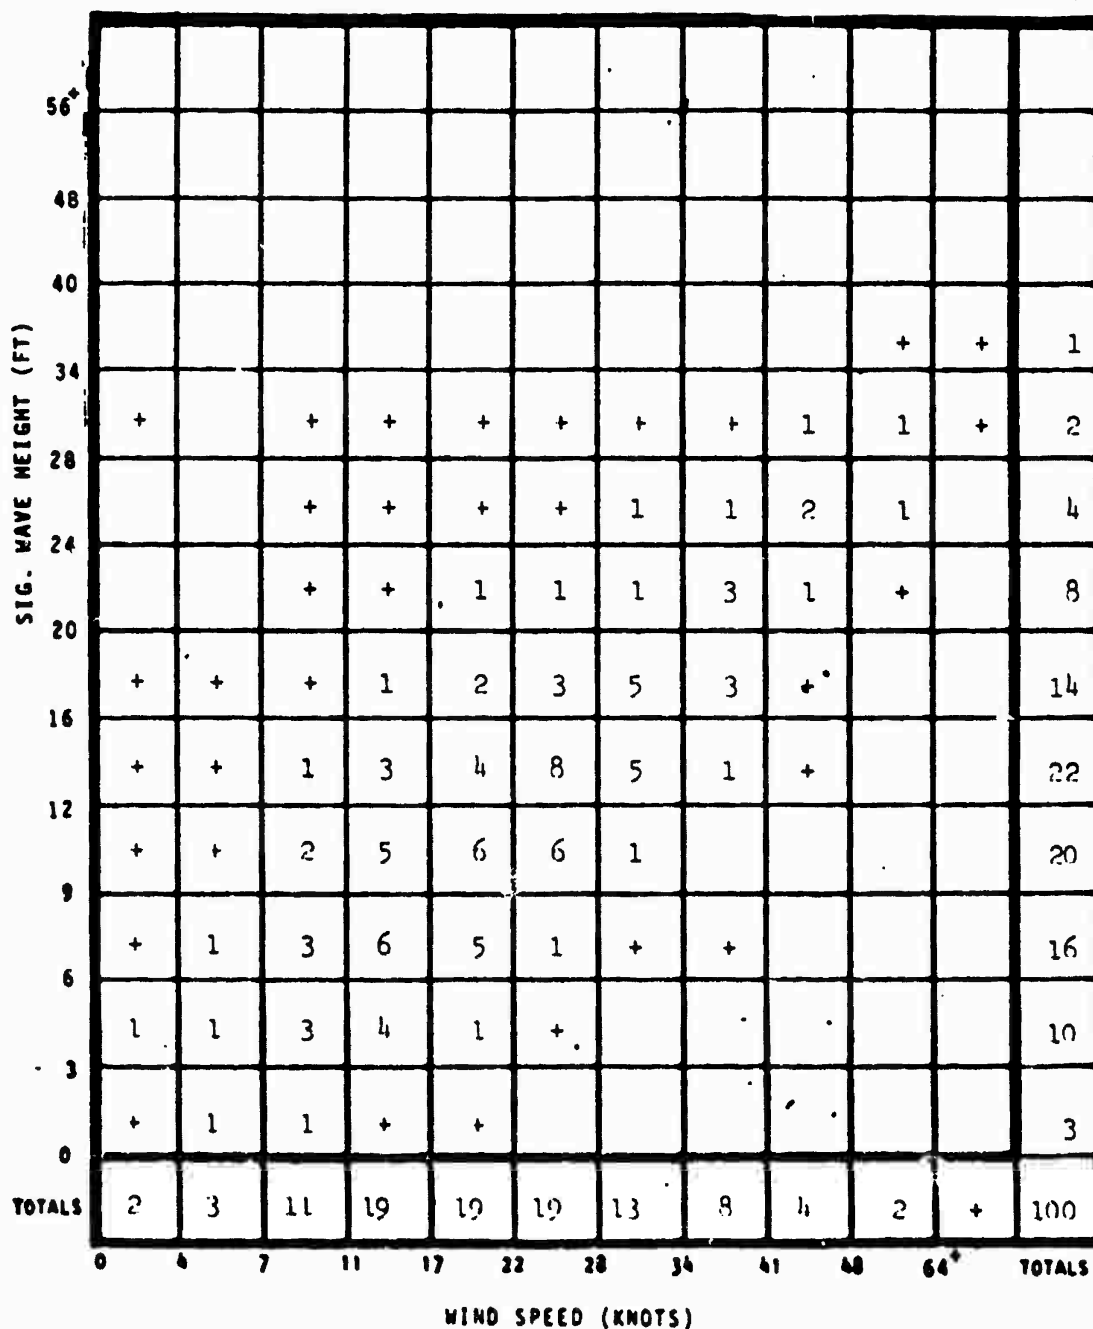 SIG. WAVE HEIGHT (FT)
56+
48
40
+ + 1
34
+ + + + + + + 1 1 + 2
28
+ + + + 1 1 2 1 4
24
+ + 1 1 1 3 1 + 8
20
+ + + 1 2 3 5 3 + 14
16
+ + 1 3 4 8 5 1 + 22
12
+ + 2 5 6 6 1 20
9
+ 1 3 6 5 1 + + 16
6
1 1 3 4 1 + 10
3
+ 1 1 + + 3
0
TOTALS 2 3 11 19 19 19 13 8 4 2 + 100
0 4 7 11 17 22 28 34 41 48 64+ TOTALS
WIND SPEED (KNOTS)